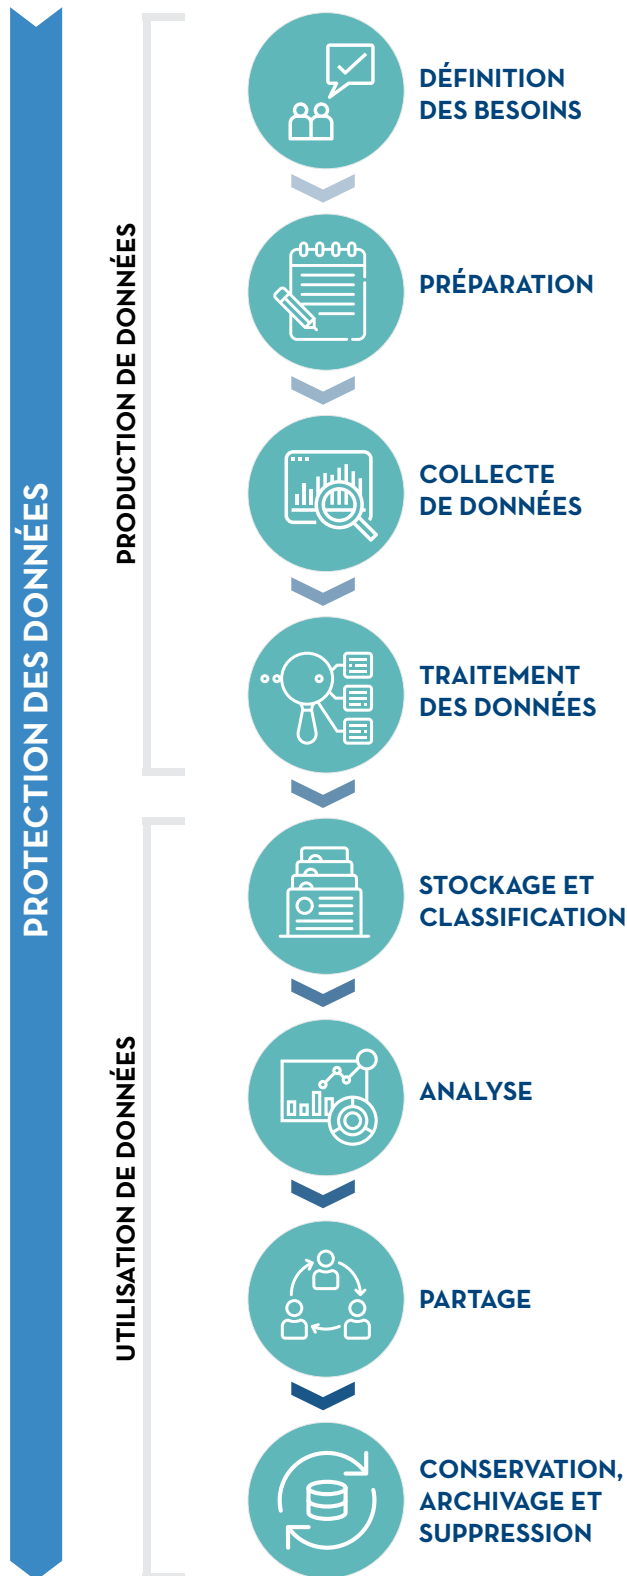 PROTECTION DES DONNÉES
PRODUCTION DE DONNÉES
DÉFINITION
DES BESOINS
PRÉPARATION
COLLECTE
DE DONNÉES
TRAITEMENT
DES DONNÉES
UTILISATION DE DONNÉES
STOCKAGE ET
CLASSIFICATION
ANALYSE
PARTAGE
CONSERVATION,
ARCHIVAGE ET
SUPPRESSION